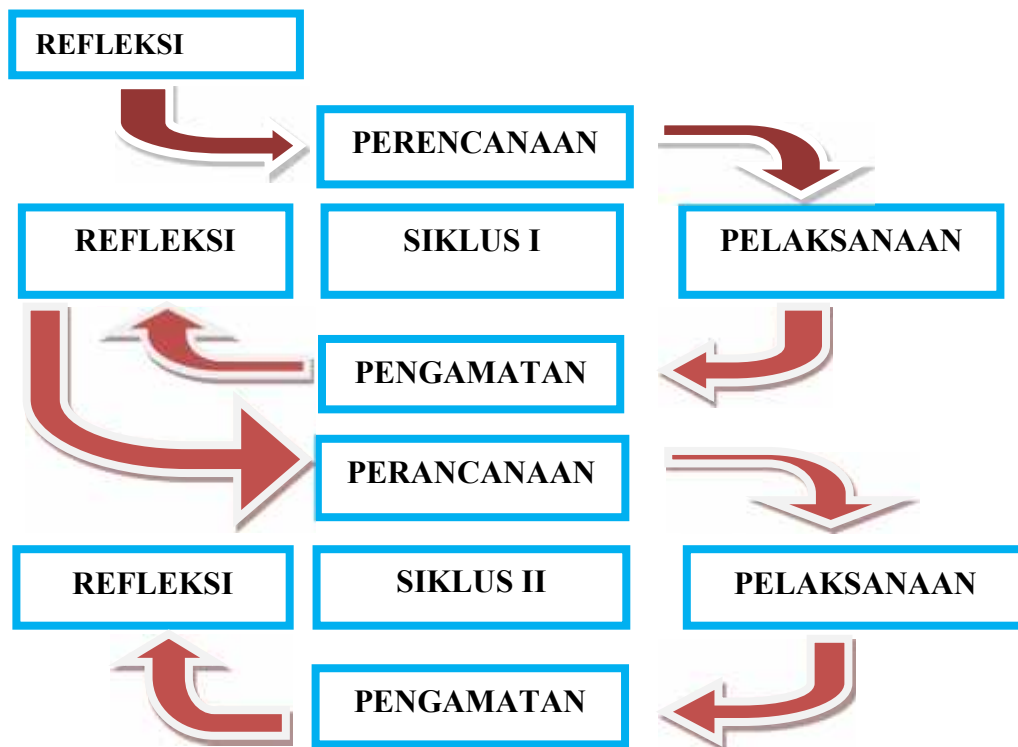 REFLEKSI
PERENCANAAN
REFLEKSI
SIKLUS I
PELAKSANAAN
PENGAMATAN
PERANCANAAN
REFLEKSI
SIKLUS II
PELAKSANAAN
PENGAMATAN